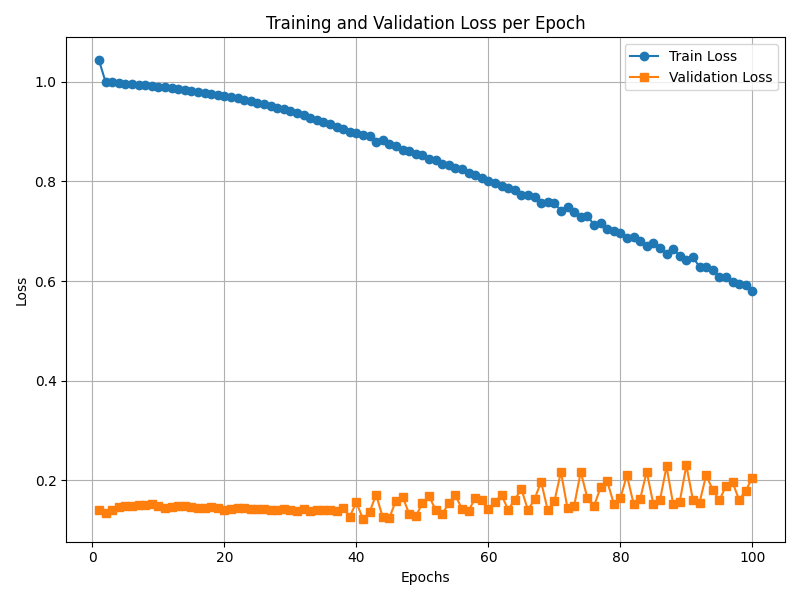 Training and Validation Loss per Epoch
Train Loss
Validation Loss
1.0
0.8
0.6
0.4
0.2
Loss
0 20 40 60 80 100
Epochs